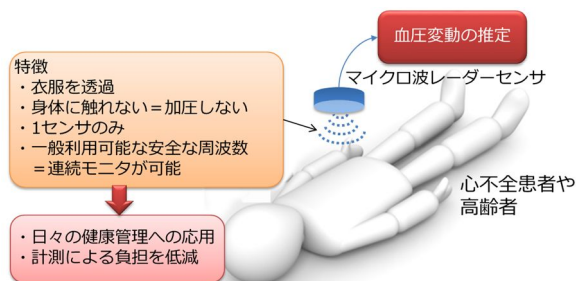 血圧変動の推定
マイクロ波レーダーセンサ
特徴
・衣服を透過
・身体に触れない＝加圧しない
・1センサのみ
・一般利用可能な安全な周波数
＝連続モニタが可能
心不全患者や
高齢者
・日々の健康管理への応用
・計測による負担を低減